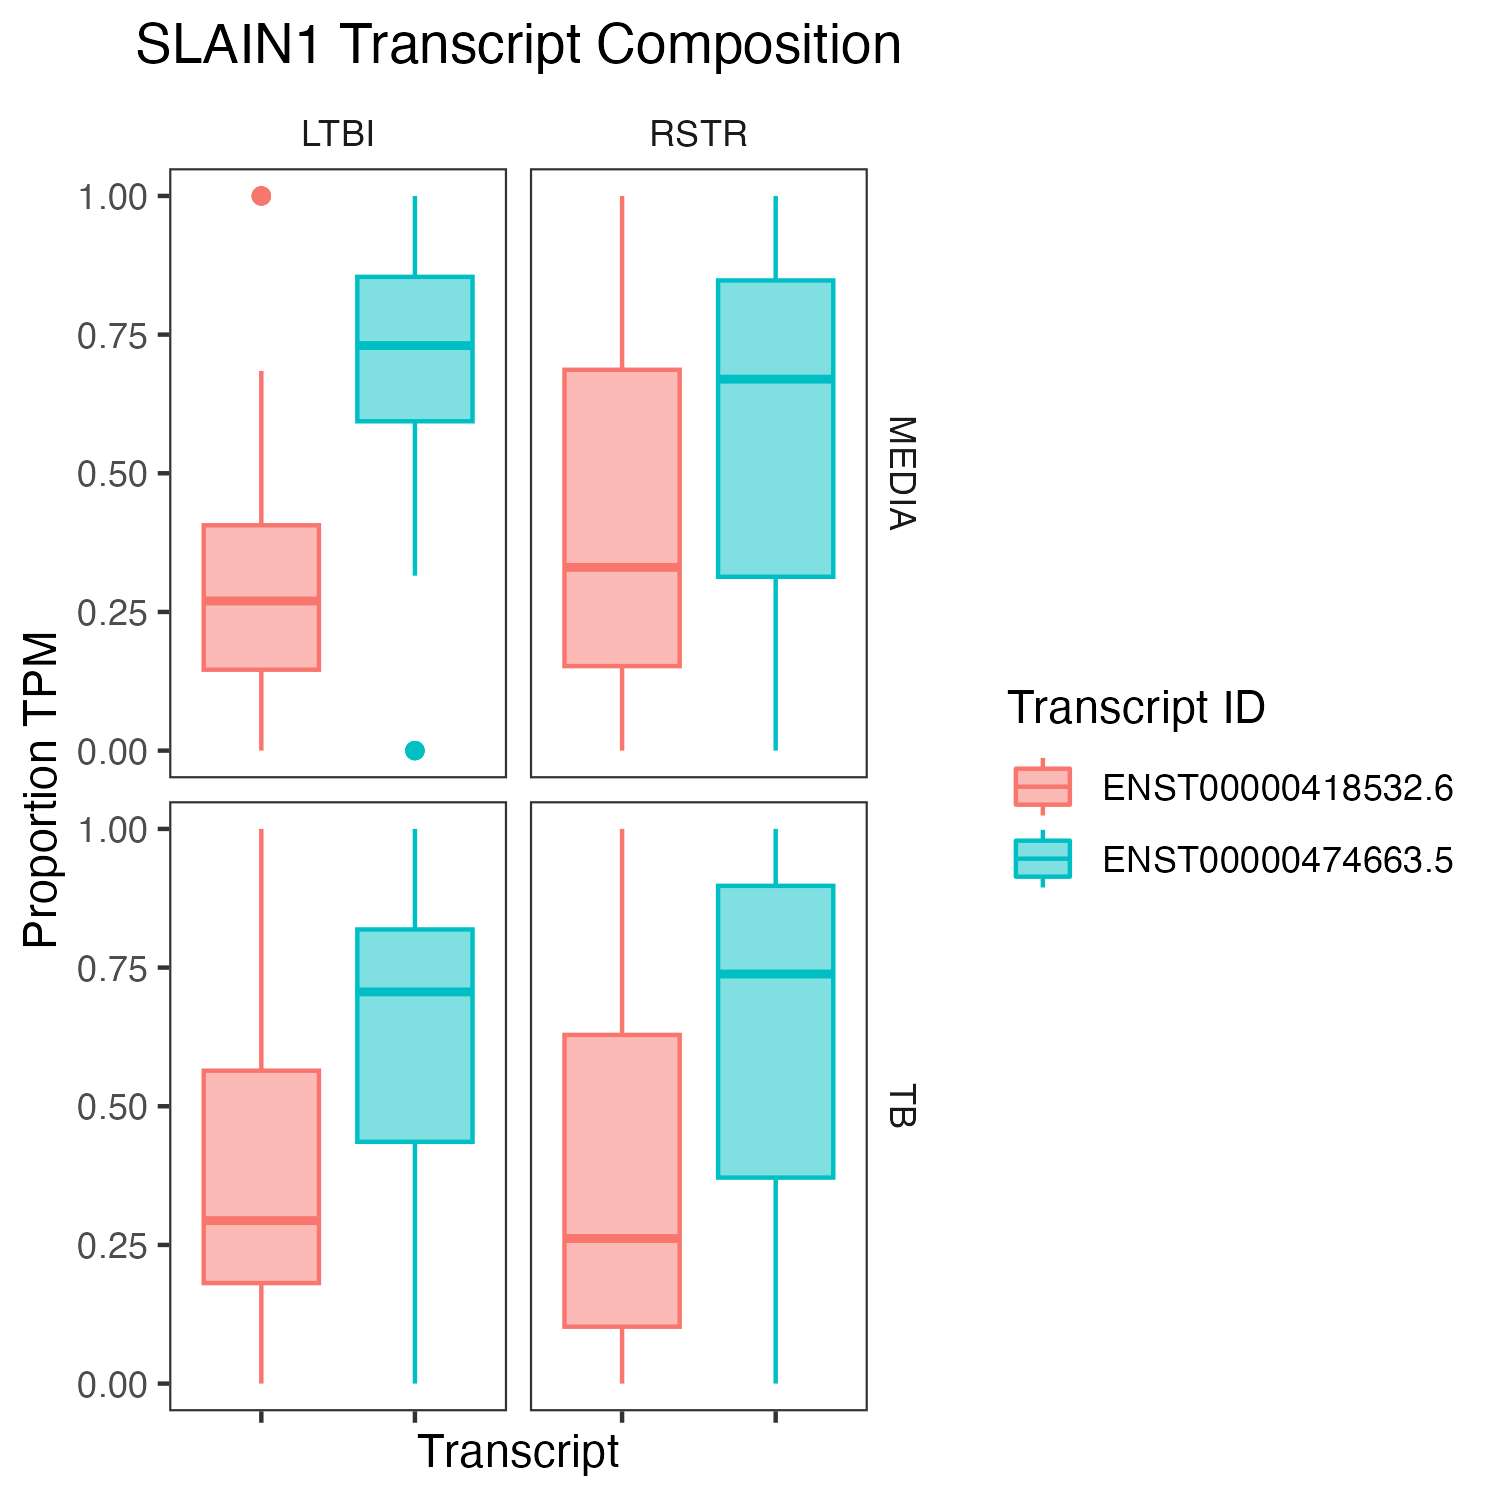 SLAIN1 Transcript Composition
LTBI
RSTR
1.00
0.75
0.50
0.25
0.00
MEDIA
1.00
0.75
0.50
0.25
0.00
TB
Proportion TPM
Transcript
Transcript ID
ENST00000418532.6
ENST00000474663.5